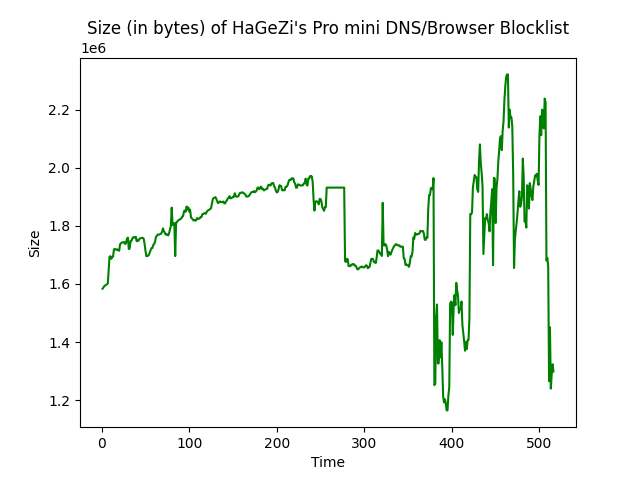 Size (in bytes) of HaGeZi's Pro mini DNS/Browser Blocklist
1e6
2.2
2.0
1.8
1.6
1.4
1.2
Size
0 100 200 300 400 500
Time